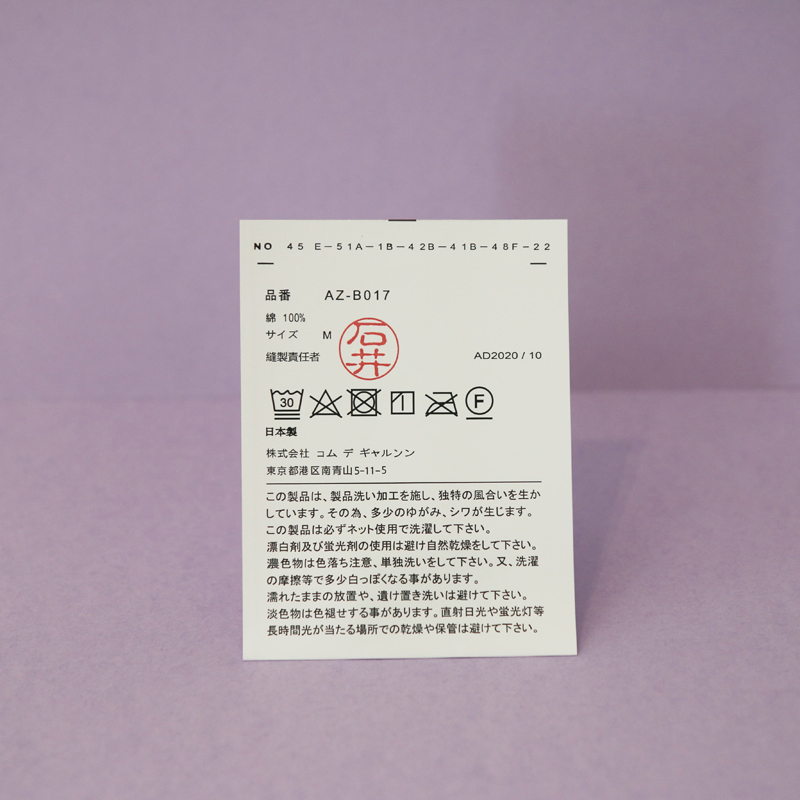 NO 45 E-51A-1B-42B-41B-48F-22
品番 AZ-B017
綿 100%
サイズ M
縫製責任者 石井 AD2020 / 10
30 F
日本製
株式会社 コム デ ギャルンン
東京都港区南青山5-11-5
この製品は、製品洗い加工を施し、独特の風合いを生か
しています。その為、多少のゆがみ、シワが生じます。
この製品は必ずネット使用で洗濯して下さい。
漂白剤及び蛍光剤の使用は避け自然乾燥をして下さい。
濃色物は色落ち注意、単独洗いをして下さい。又、洗濯
の摩擦等で多少白っぽくなる事があります。
濡れたままの放置や、遺け置き洗いは避けて下さい。
淡色物は色褪せする事があります。直射日光や蛍光灯等
長時間光が当たる場所での乾燥や保管は避けて下さい。